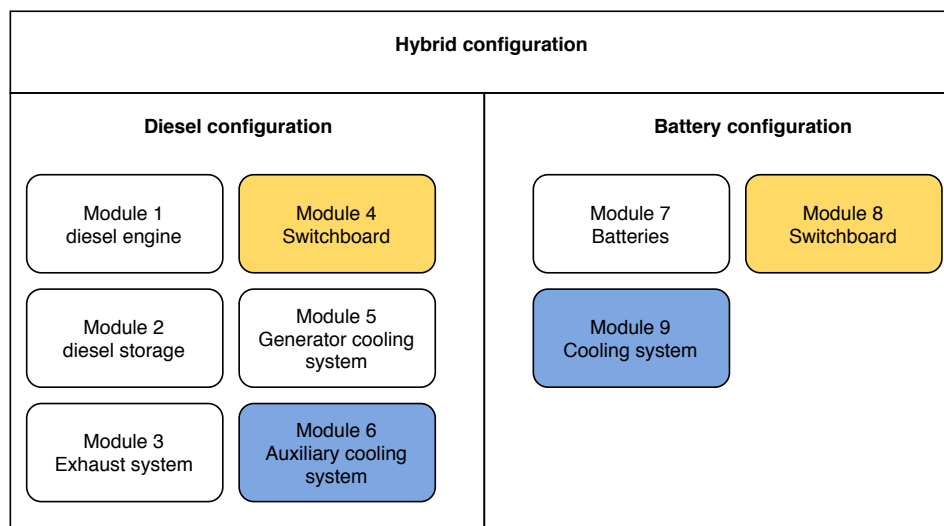 Hybrid configuration
Diesel configuration
Module 1
diesel engine
Module 4
Switchboard
Module 2
diesel storage
Module 5
Generator cooling
system
Module 3
Exhaust system
Module 6
Auxiliary cooling
system
Battery configuration
Module 7
Batteries
Module 8
Switchboard
Module 9
Cooling system